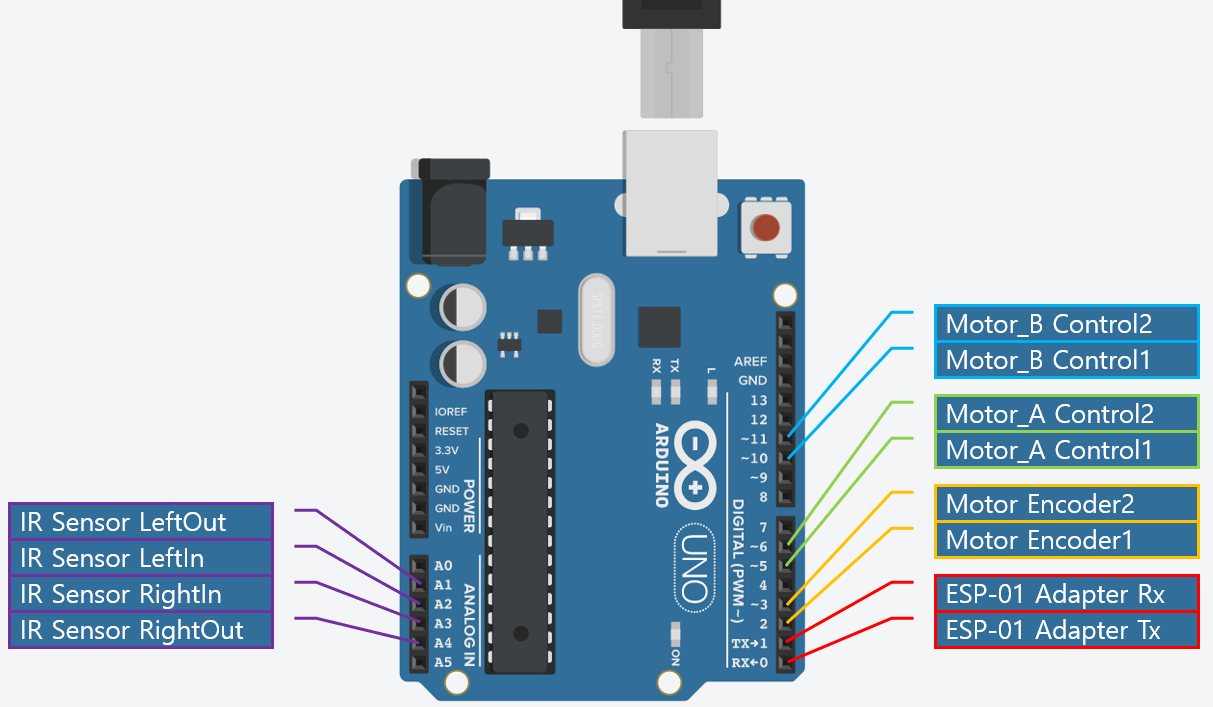 IR Sensor LeftOut
IR Sensor LeftIn
IR Sensor RightIn
IR Sensor RightOut
IOREF
RESET
3.3V
5V
GND
GND
Vin
POWER
A0
A1
A2
A3
A4
A5
ANALOG IN
SPK16.000G
RX
TX
L
ARDUINO
UNO
ON
AREF
GND
13
12
~11
~10
~9
8
7
~6
~5
4
~3
2
TX→1
RX←0
DIGITAL (PWM~)
Motor_B Control2
Motor_B Control1
Motor_A Control2
Motor_A Control1
Motor Encoder2
Motor Encoder1
ESP-01 Adapter Rx
ESP-01 Adapter Tx